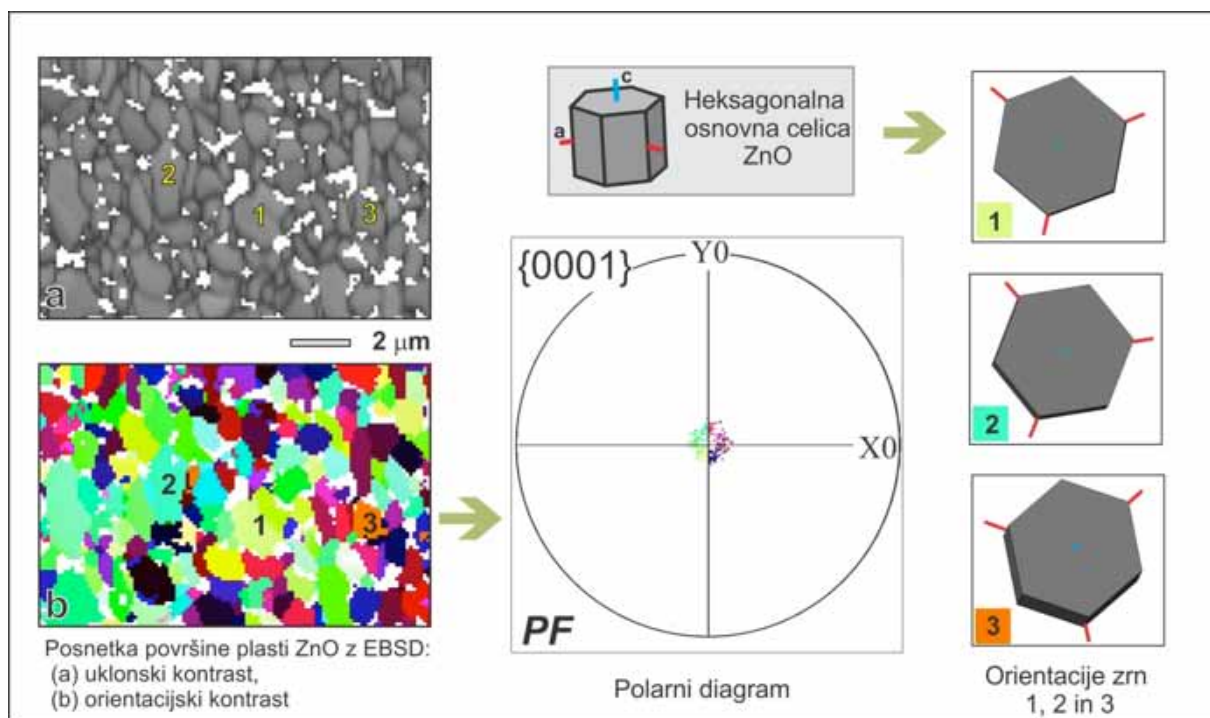 2
1
3
a
2 μm
2
1
3
b
Posnetka površine plasti ZnO z EBSD:
(a) uklonski kontrast,
(b) orientacijski kontrast
c
a
Heksagonalna
osnovna celica
ZnO
{0001}
Y0
X0
PF
Polarni diagram
1
2
3
Orientacije zrn
1, 2 in 3